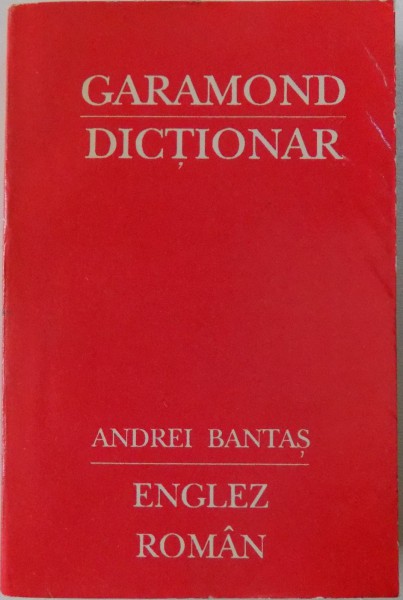 GARAMOND
DICȚIONAR
ANDREI BANTAȘ
ENGLEZ
ROMÂN